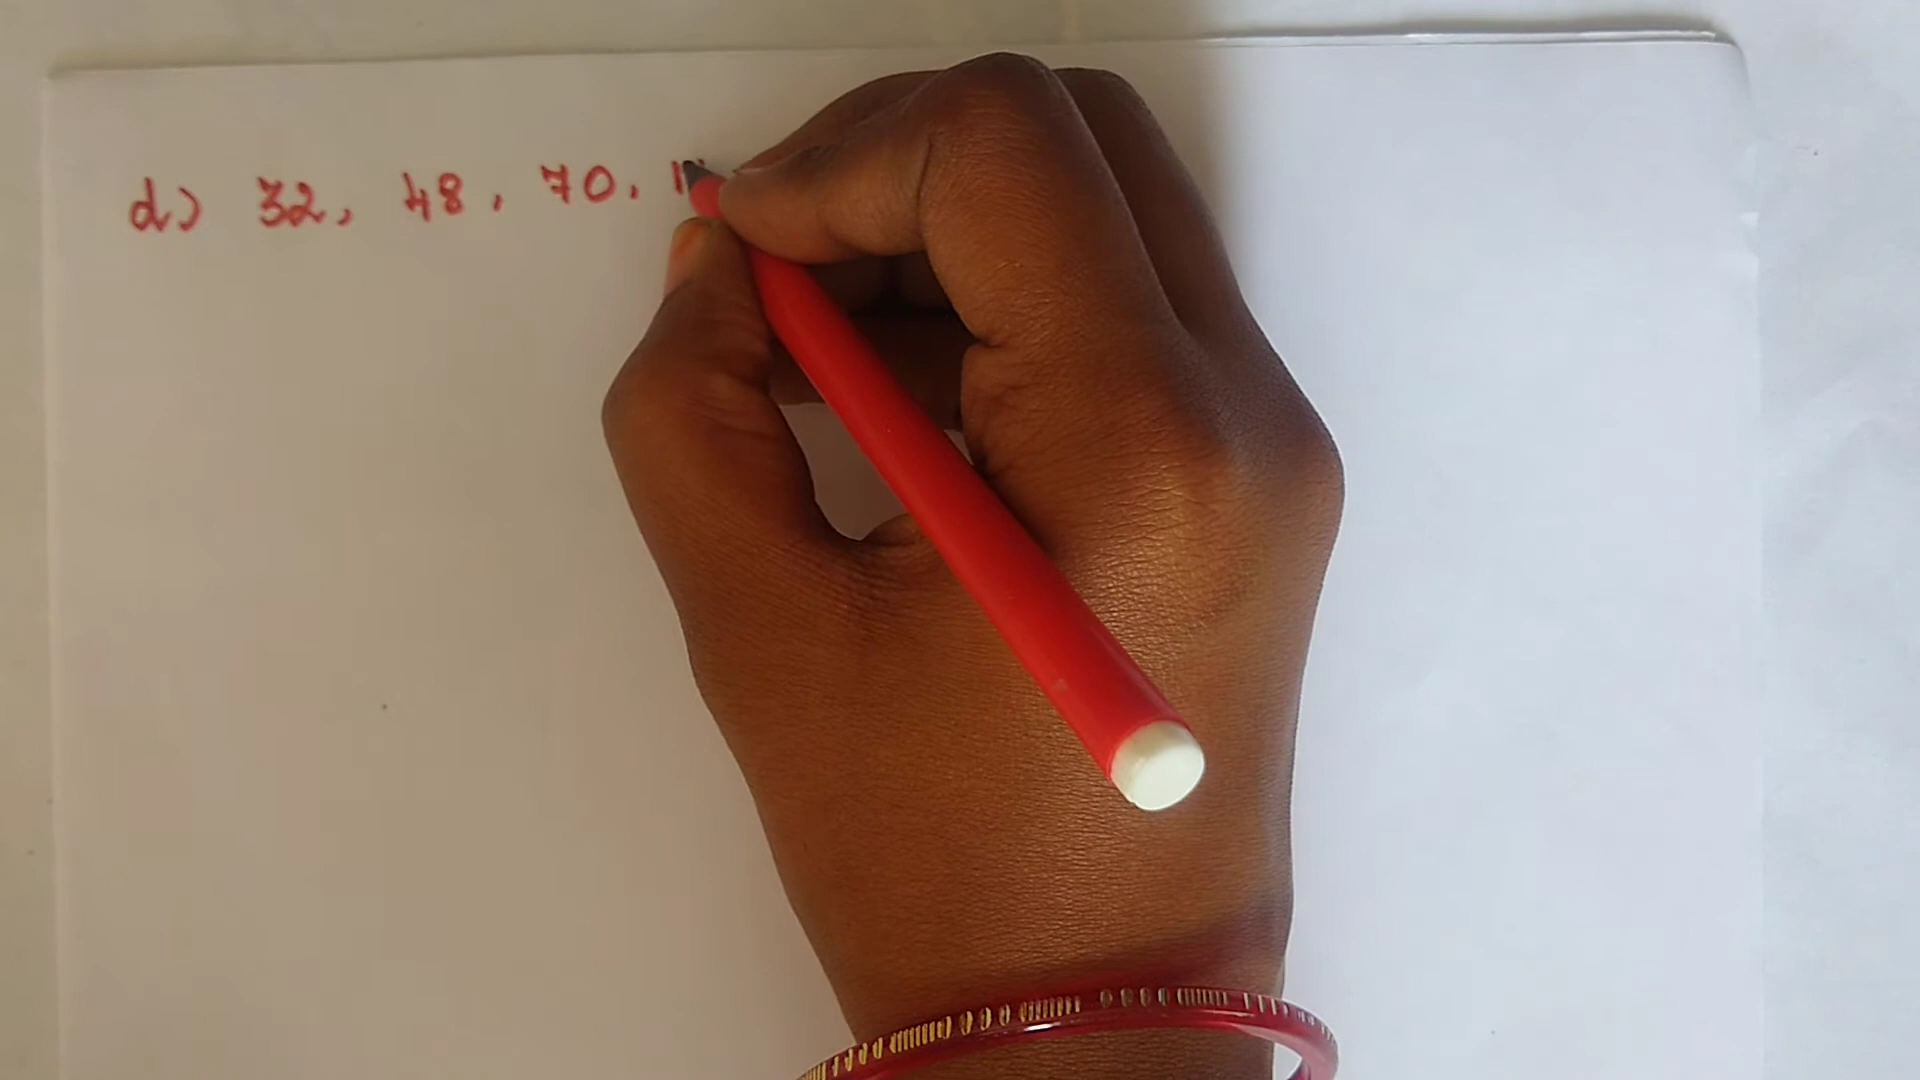 d) 32, 48, 70,